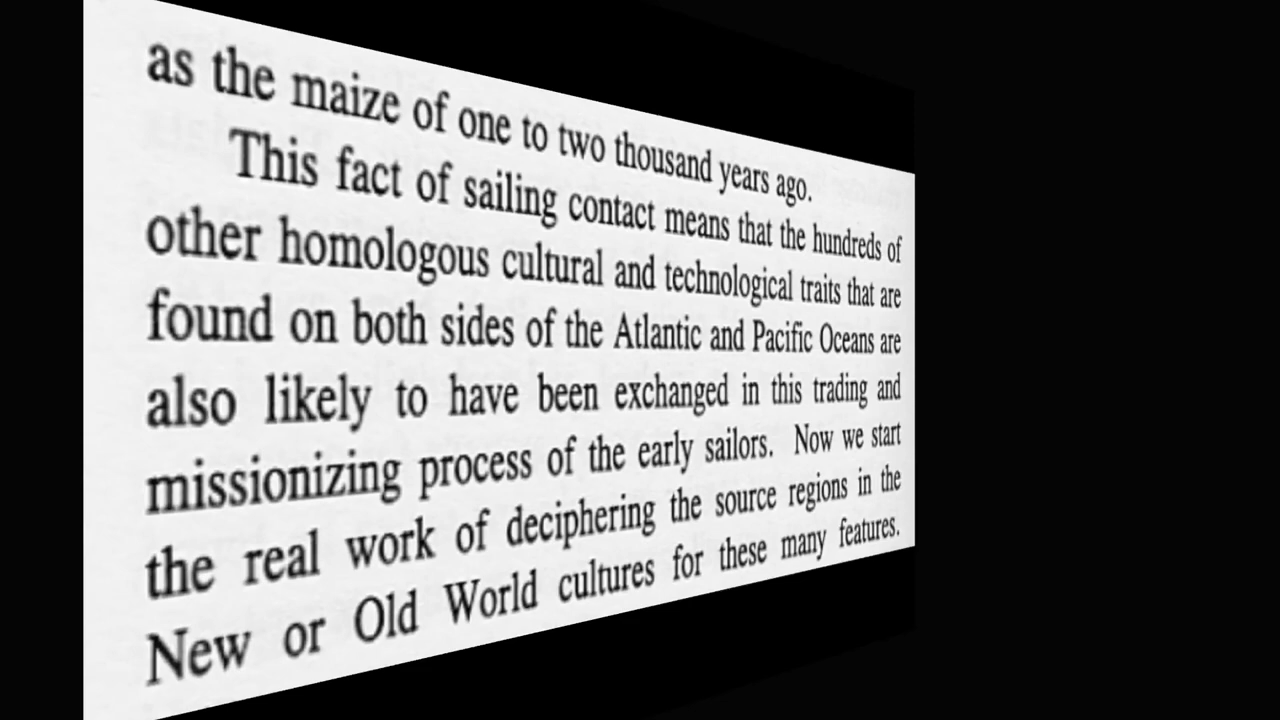 as the maize of one to two thousand years ago.
This fact of sailing contact means that the hundreds of
other homologous cultural and technological traits that are
found on both sides of the Atlantic and Pacific Oceans are
also likely to have been exchanged in this trading and
missionizing process of the early sailors. Now we start
the real work of deciphering the source regions in the
New or Old World cultures for these many features.